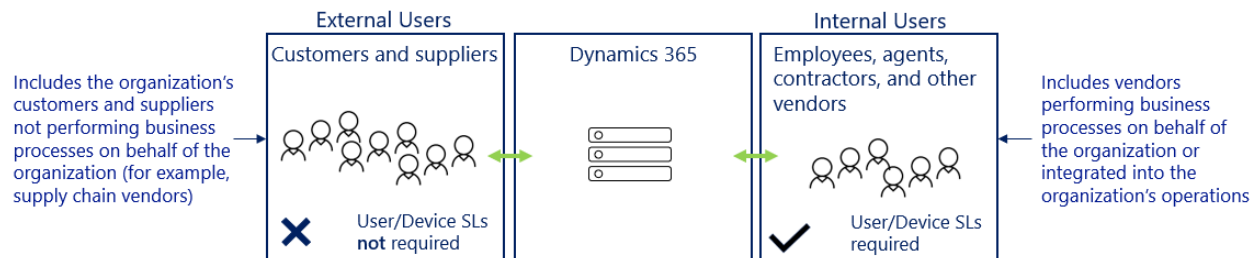 External Users
Internal Users
Customers and suppliers
Dynamics 365
Employees, agents,
contractors, and other
vendors
Includes the organization's
customers and suppliers
not performing business
processes on behalf of the
organization (for example,
supply chain vendors)
Includes vendors
performing business
processes on behalf of
the organization or
integrated into the
organization's operations
User/Device SLs
not required
User/Device SLs
required